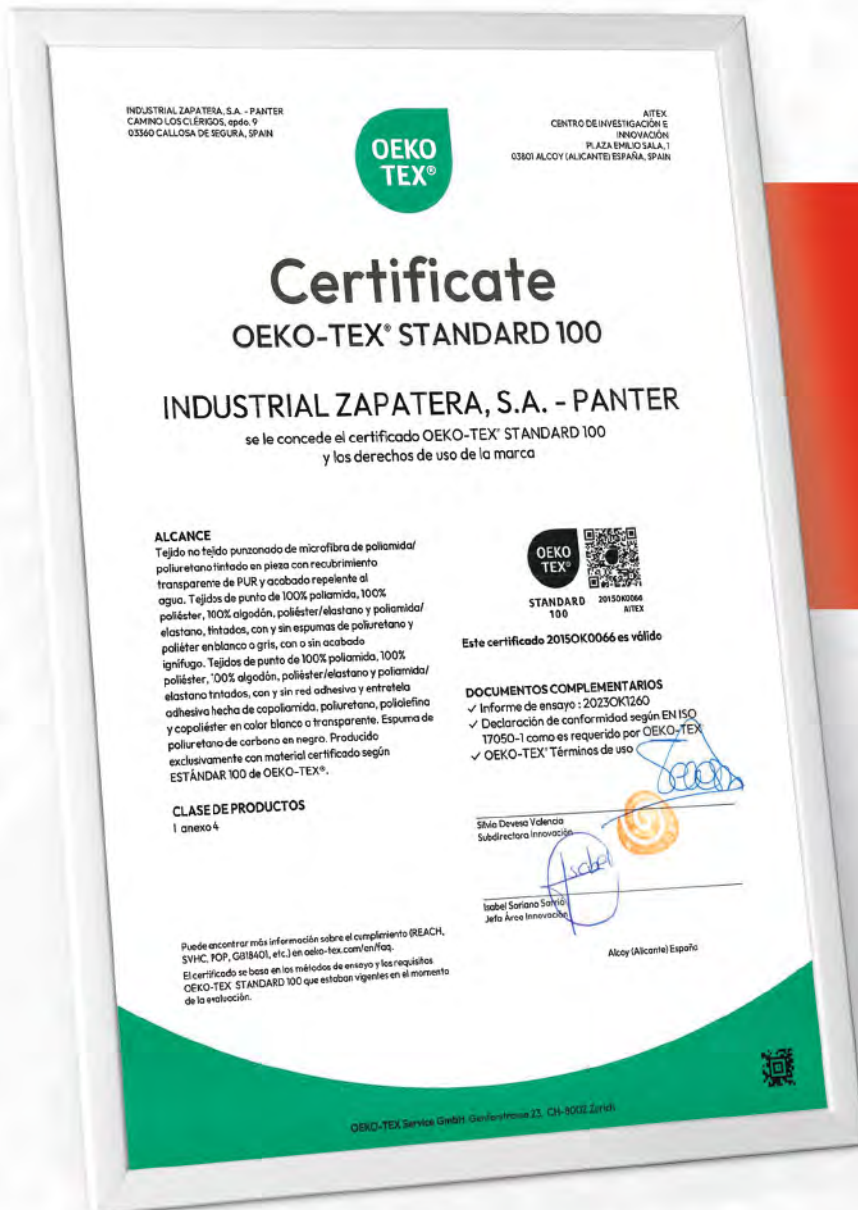 INDUSTRIAL ZAPATERA, S.A. - PANTER
CAMINO LOS CLÉRIGOS, apdo. 9
03360 CALLOSA DE SEGURA, SPAIN
OEKO
TEX®
AITEX
CENTRO DE INVESTIGACIÓN E
INNOVACIÓN
PLAZA EMILIO SALA, 1
03801 ALCOY (ALICANTE) ESPAÑA, SPAIN
Certificate
OEKO-TEX® STANDARD 100
INDUSTRIAL ZAPATERA, S.A. - PANTER
se le concede el certificado OEKO-TEX® STANDARD 100
y los derechos de uso de la marca
ALCANCE
Tejido no tejido punzonado de microfibra de poliamida/
poliuretano tintado en pieza con recubrimiento
transparente de PUR y acabado repelente al
agua. Tejidos de punto de 100% poliamida, 100%
poliéster, 100% algodón, poliéster/elastano y poliamida/
elastano, tintados, con y sin espumas de poliuretano y
poliéter en blanco o gris, con o sin acabado
ignífugo. Tejidos de punto de 100% poliamida, 100%
poliéster, 100% algodón, poliéster/elastano y poliamida/
elastano tintados, con y sin red adhesiva y entretela
adhesiva hecha de copoliamida, poliuretano, poliolefina
y copoliéster en color blanco o transparente. Espuma de
poliuretano de carbono en negro. Producido
exclusivamente con material certificado según
ESTÁNDAR 100 de OEKO-TEX®.
CLASE DE PRODUCTOS
I anexo 4
OEKO
TEX®
STANDARD
100
2015OK0066
AITEX
Este certificado 2015OK0066 es válido
DOCUMENTOS COMPLEMENTARIOS
✓ Informe de ensayo : 2023OK1260
✓ Declaración de conformidad según EN ISO
17050-1 como es requerido por OEKO-TEX
✓ OEKO-TEX® Términos de uso
Silvia Devesa Valencia
Subdirectora Innovación
Isabel
Isabel Soriano Sarrió
Jefa Área Innovación
Alcoy (Alicante) España
Puede encontrar más información sobre el cumplimiento (REACH,
SVHC, POP, GB18401, etc.) en oeko-tex.com/en/faq.
El certificado se basa en los métodos de ensayo y los requisitos
OEKO-TEX STANDARD 100 que estaban vigentes en el momento
de la evaluación.
OEKO-TEX Service GmbH, Genferstrasse 23, CH-8002 Zurich